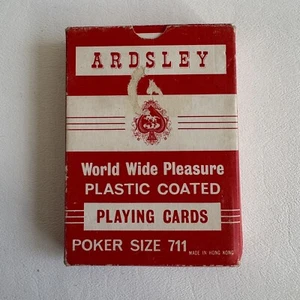 ARDSLEY
World Wide Pleasure
PLASTIC COATED
PLAYING CARDS
POKER SIZE 711
MADE IN HONG KONG